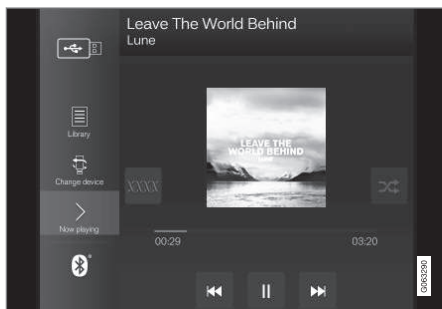 Leave The World Behind
Lune
LEAVE THE
WORLD BEHIND
Library
Change device
XXXX
Now playing
00:29
03:20
G063290